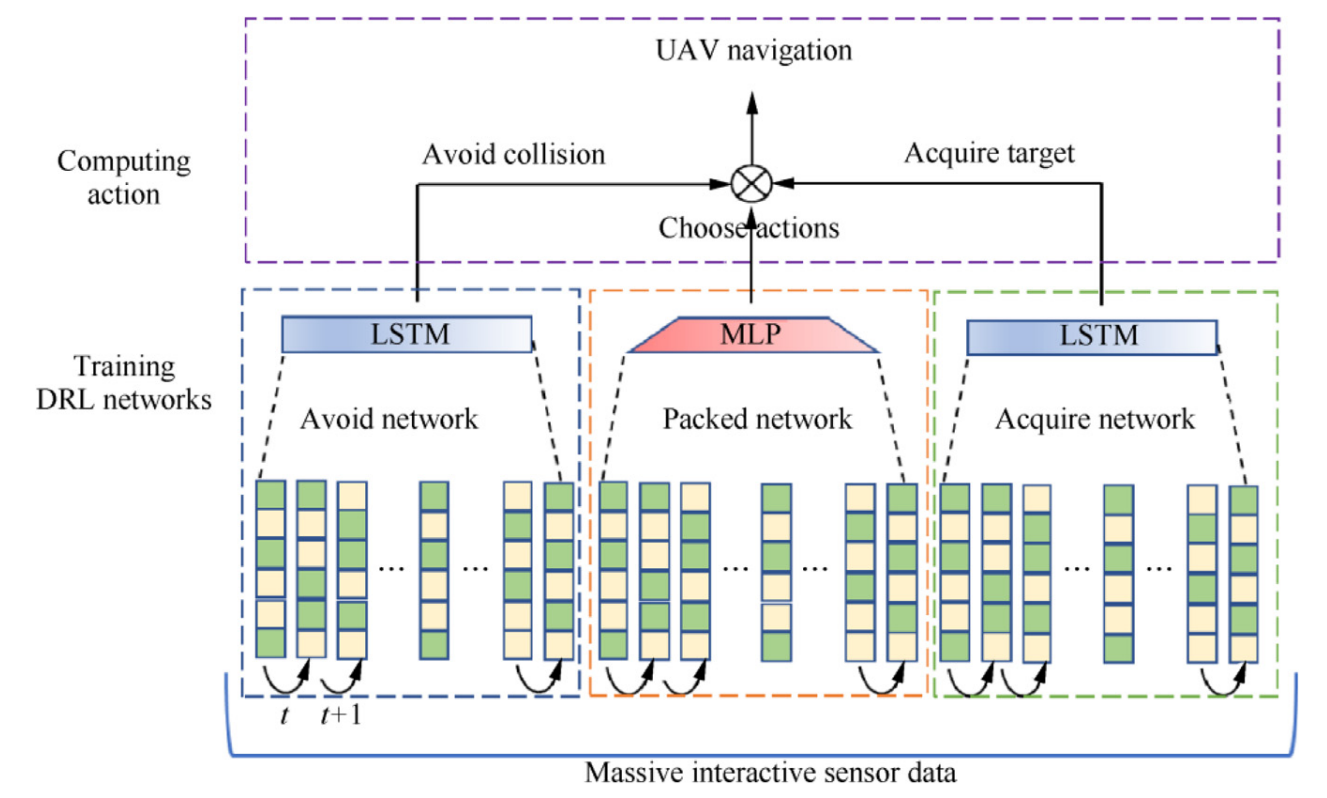 UAV navigation
Avoid collision
Acquire target
Computing
action
Choose actions
LSTM
MLP
LSTM
Training
DRL networks
Avoid network
Packed network
Acquire network
... ... ... ... ... ...
t t+1
Massive interactive sensor data